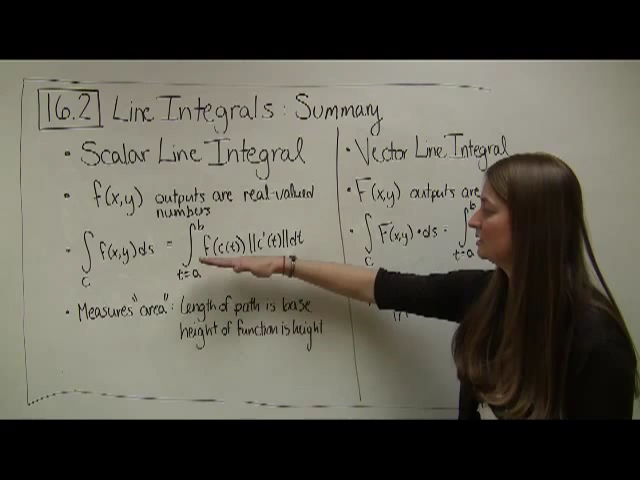 16.2 Line Integrals: Summary
• Scalar Line Integral
• f(x,y) outputs are real-valued
numbers
• ∫ f(x,y) ds = ∫ f(c(t)) ||c'(t)|| dt
C t=a b
• Measures "area": Length of path is base
height of function is height
• Vector Line Integral
• F(x,y) outputs are
• ∫ F(x,y) • ds = ∫
C t=a b